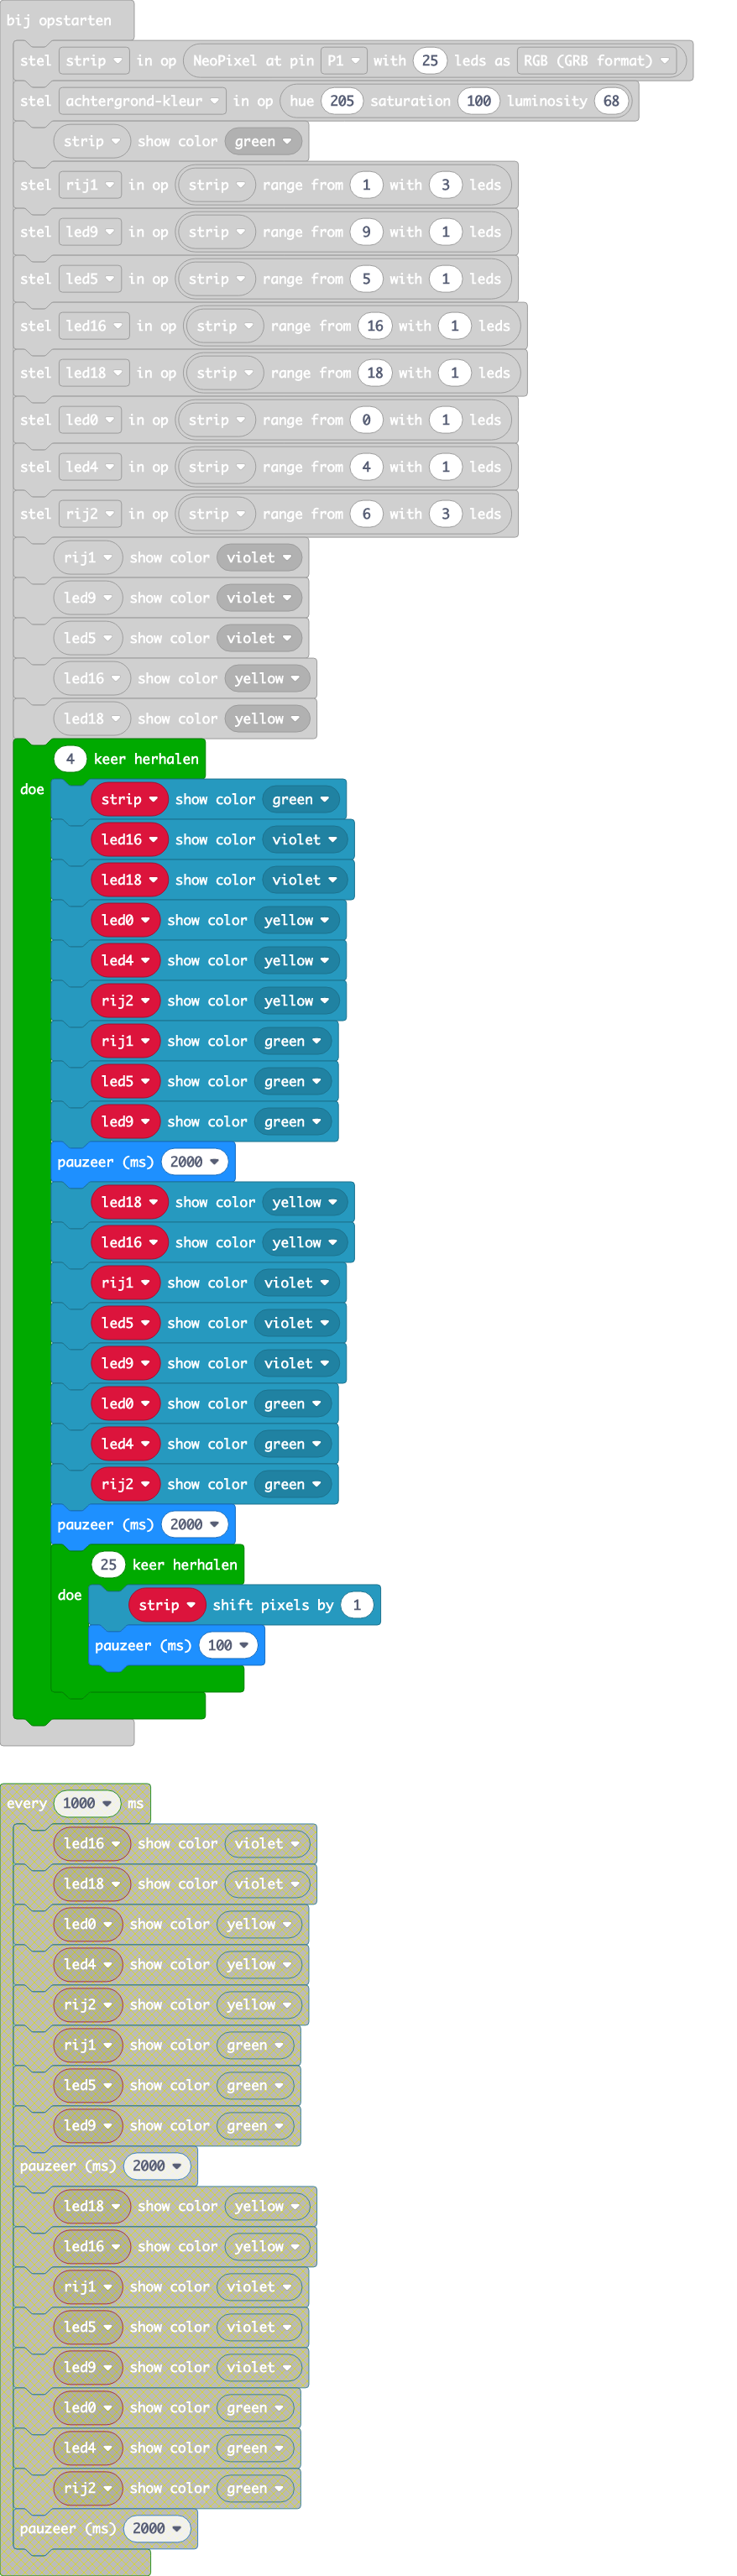 bij opstarten
stel strip in op NeoPixel at pin P1 with 25 leds as RGB (GRB format)
stel achtergrond-kleur in op hue 205 saturation 100 luminosity 68
strip show color green
stel rij1 in op strip range from 1 with 3 leds
stel led9 in op strip range from 9 with 1 leds
stel led5 in op strip range from 5 with 1 leds
stel led16 in op strip range from 16 with 1 leds
stel led18 in op strip range from 18 with 1 leds
stel led0 in op strip range from 0 with 1 leds
stel led4 in op strip range from 4 with 1 leds
stel rij2 in op strip range from 6 with 3 leds
rij1 show color violet
led9 show color violet
led5 show color violet
led16 show color yellow
led18 show color yellow
4 keer herhalen
doe
strip show color green
led16 show color violet
led18 show color violet
led0 show color yellow
led4 show color yellow
rij2 show color yellow
rij1 show color green
led5 show color green
led9 show color green
pauzeer (ms) 2000
led18 show color yellow
led16 show color yellow
rij1 show color violet
led5 show color violet
led9 show color violet
led0 show color green
led4 show color green
rij2 show color green
pauzeer (ms) 2000
25 keer herhalen
doe
strip shift pixels by 1
pauzeer (ms) 100
every 1000 ms
led16 show color violet
led18 show color violet
led0 show color yellow
led4 show color yellow
rij2 show color yellow
rij1 show color green
led5 show color green
led9 show color green
pauzeer (ms) 2000
led18 show color yellow
led16 show color yellow
rij1 show color violet
led5 show color violet
led9 show color violet
led0 show color green
led4 show color green
rij2 show color green
pauzeer (ms) 2000